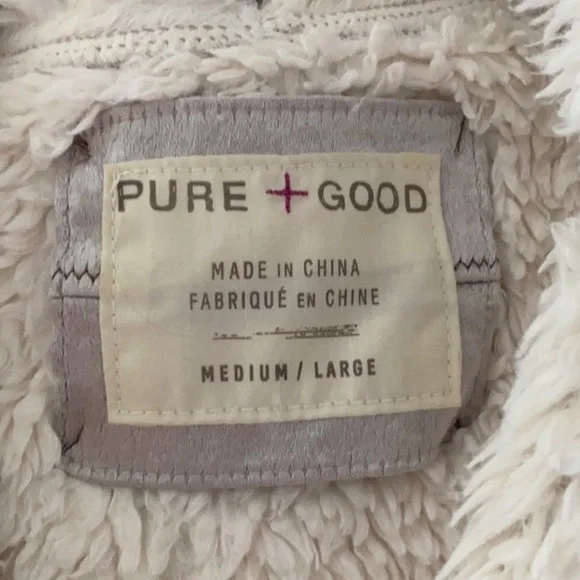 PURE + GOOD
MADE IN CHINA
FABRIQUÉ EN CHINE
MEDIUM / LARGE